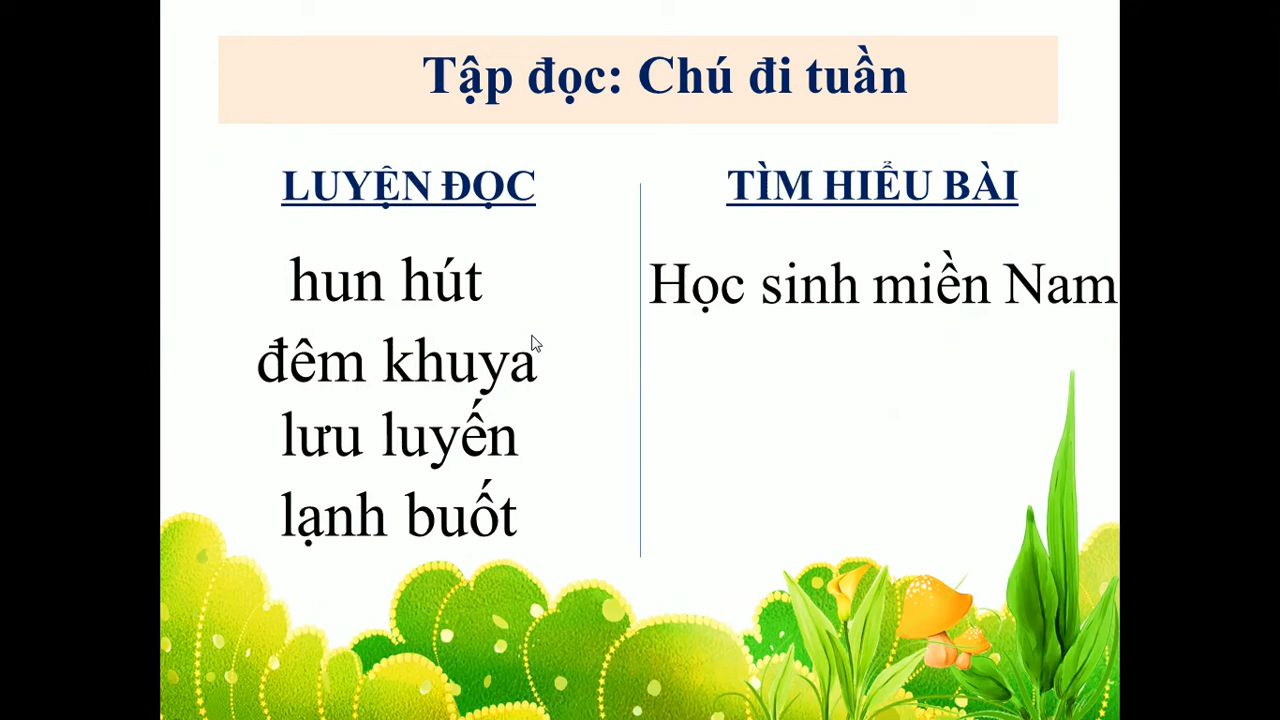 Tập đọc: Chú đi tuần
LUYỆN ĐỌC
hun hút
đêm khuya
lưu luyến
lạnh buốt
TÌM HIỂU BÀI
Học sinh miền Nam